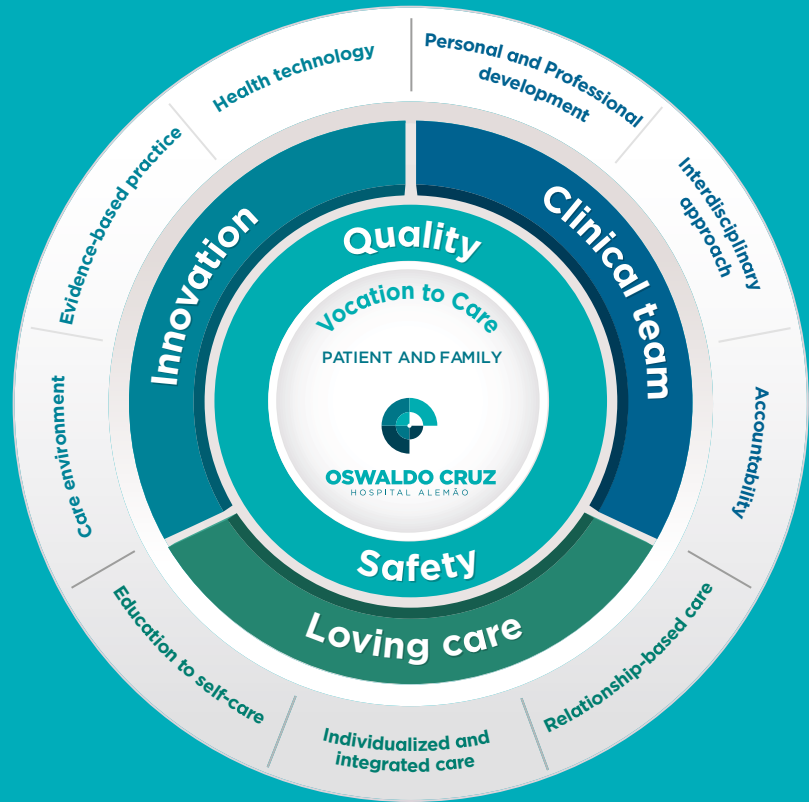 Health technology
Personal and Professional
development
Evidence-based practice
Interdisciplinary
approach
Innovation
Clinical team
Quality
Vocation to Care
PATIENT AND FAMILY
OSWALDO CRUZ
HOSPITAL ALEMÃO
Care environment
Accountability
Safety
Loving care
Education to self-care
Relationship-based care
Individualized and
integrated care